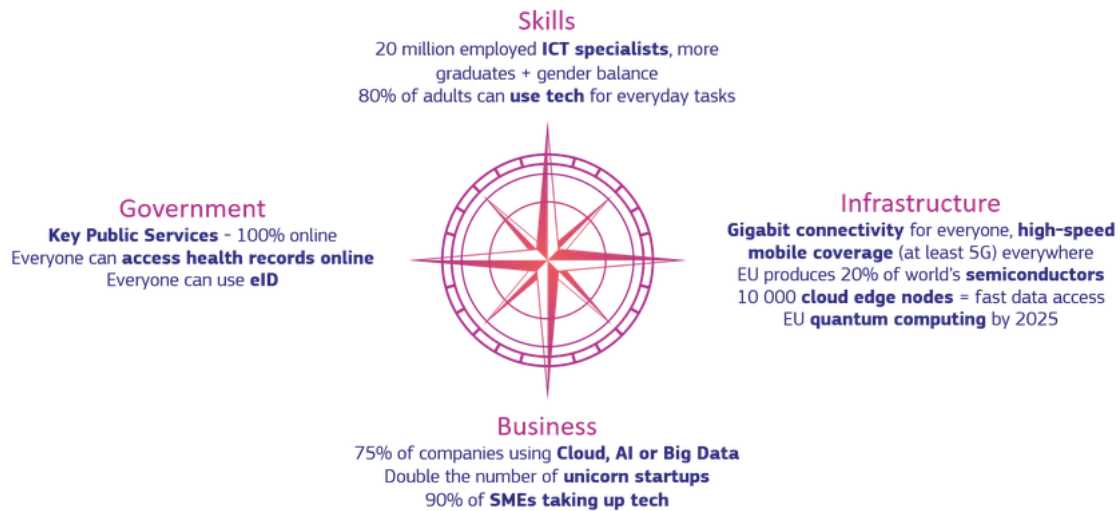 Skills
20 million employed ICT specialists, more
graduates + gender balance
80% of adults can use tech for everyday tasks
Government
Key Public Services - 100% online
Everyone can access health records online
Everyone can use eID
Infrastructure
Gigabit connectivity for everyone, high-speed
mobile coverage (at least 5G) everywhere
EU produces 20% of world's semiconductors
10 000 cloud edge nodes = fast data access
EU quantum computing by 2025
Business
75% of companies using Cloud, AI or Big Data
Double the number of unicorn startups
90% of SMEs taking up tech